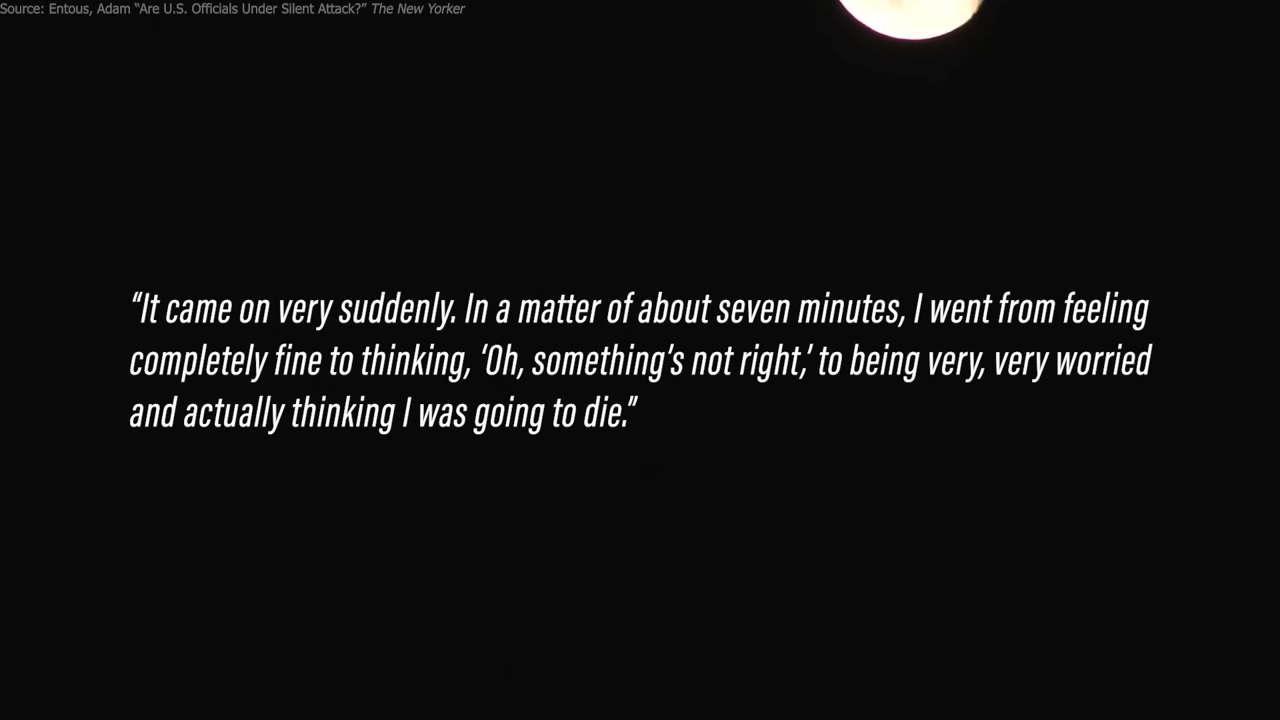 Source: Entous, Adam “Are U.S. Officials Under Silent Attack?” The New Yorker
“It came on very suddenly. In a matter of about seven minutes, I went from feeling
completely fine to thinking, ‘Oh, something’s not right,’ to being very, very worried
and actually thinking I was going to die.”